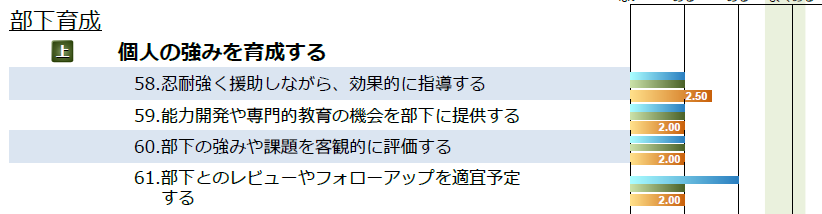 部下育成
上 個人の強みを育成する
58.忍耐強く援助しながら、効果的に指導する
2.50
59.能力開発や専門的教育の機会を部下に提供する
2.00
60.部下の強みや課題を客観的に評価する
2.00
61.部下とのレビューやフォローアップを適宜予定
する
2.00